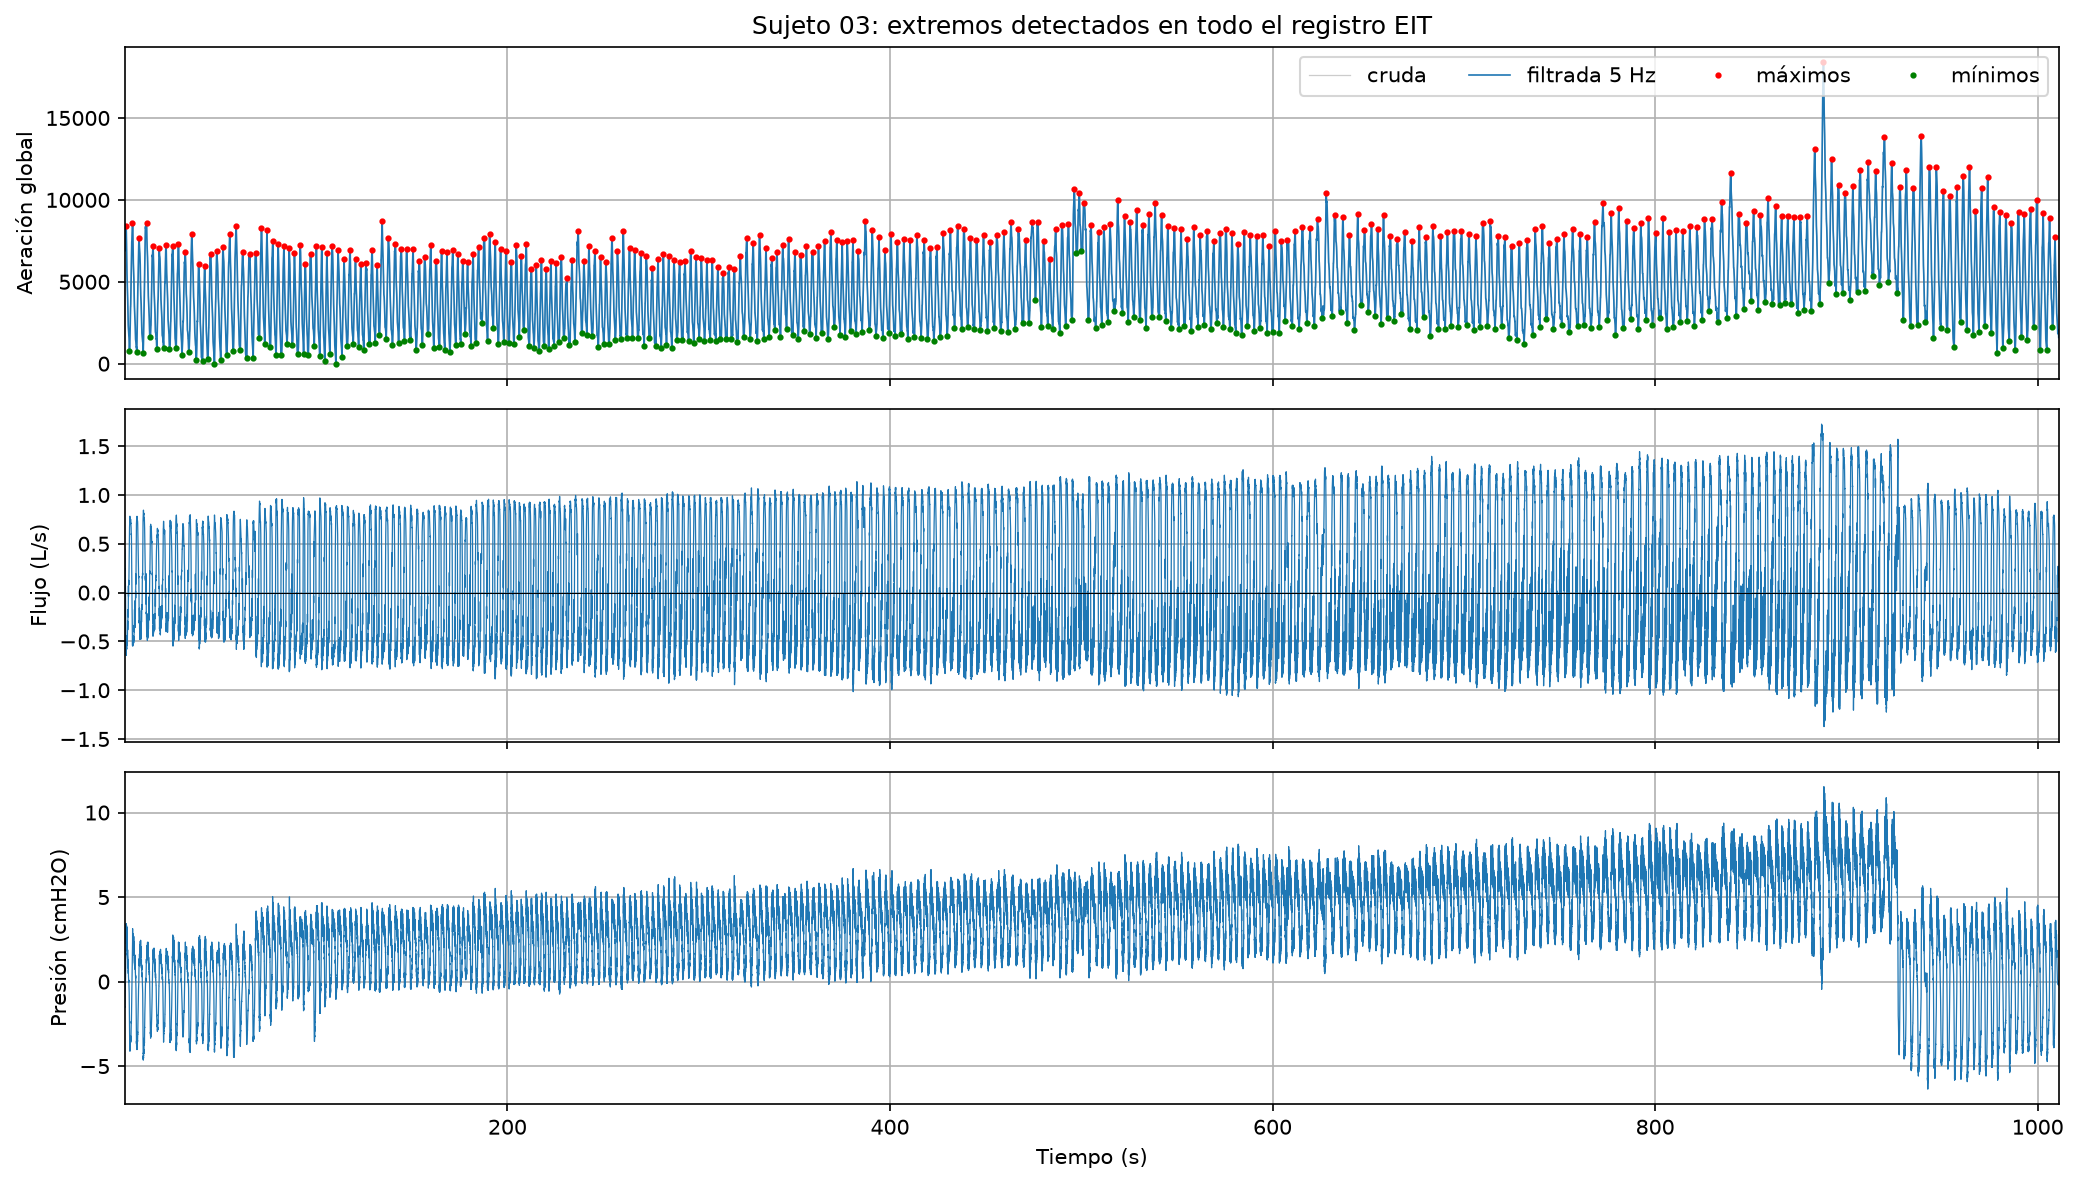 Sujeto 03: extremos detectados en todo el registro EIT
cruda
filtrada 5 Hz
máximos
mínimos
Aeración global
15000
10000
5000
0
Flujo (L/s)
1.5
1.0
0.5
0.0
−0.5
−1.0
−1.5
Presión (cmH2O)
10
5
0
−5
200
400
600
800
1000
Tiempo (s)